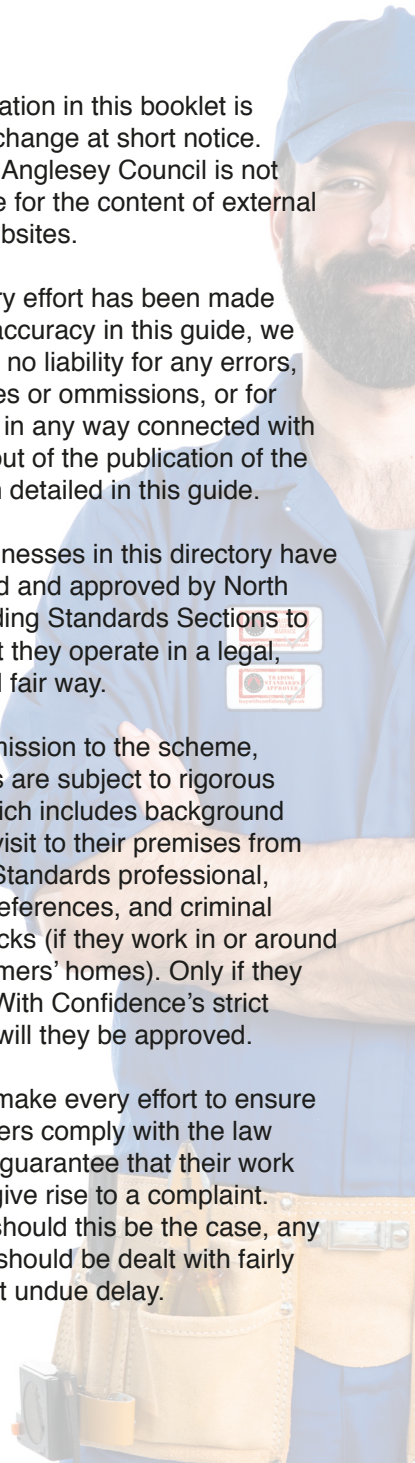 ation in this booklet is
change at short notice.
Anglesey Council is not
e for the content of external
bsites.
ry effort has been made
accuracy in this guide, we
no liability for any errors,
es or ommissions, or for
in any way connected with
out of the publication of the
n detailed in this guide.
inesses in this directory have
d and approved by North
ding Standards Sections to
t they operate in a legal,
d fair way.
mission to the scheme,
s are subject to rigorous
hich includes background
visit to their premises from
Standards professional,
eferences, and criminal
cks (if they work in or around
mers' homes). Only if they
With Confidence's strict
will they be approved.
make every effort to ensure
ers comply with the law
guarantee that their work
give rise to a complaint.
should this be the case, any
should be dealt with fairly
t undue delay.
TRADING
STANDARDS
APPROVED